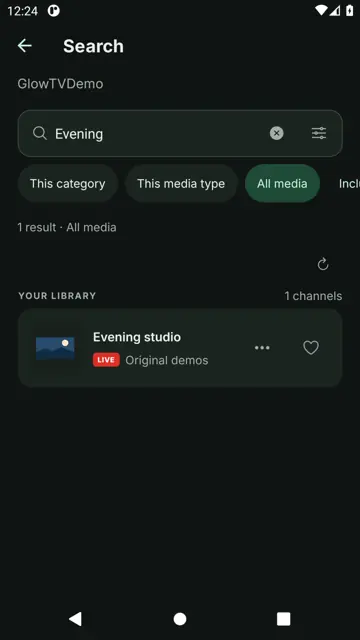 12:24
Search
GlowTVDemo
Evening
This category
This media type
All media
Inclu
1 result · All media
YOUR LIBRARY
1 channels
Evening studio
LIVE
Original demos